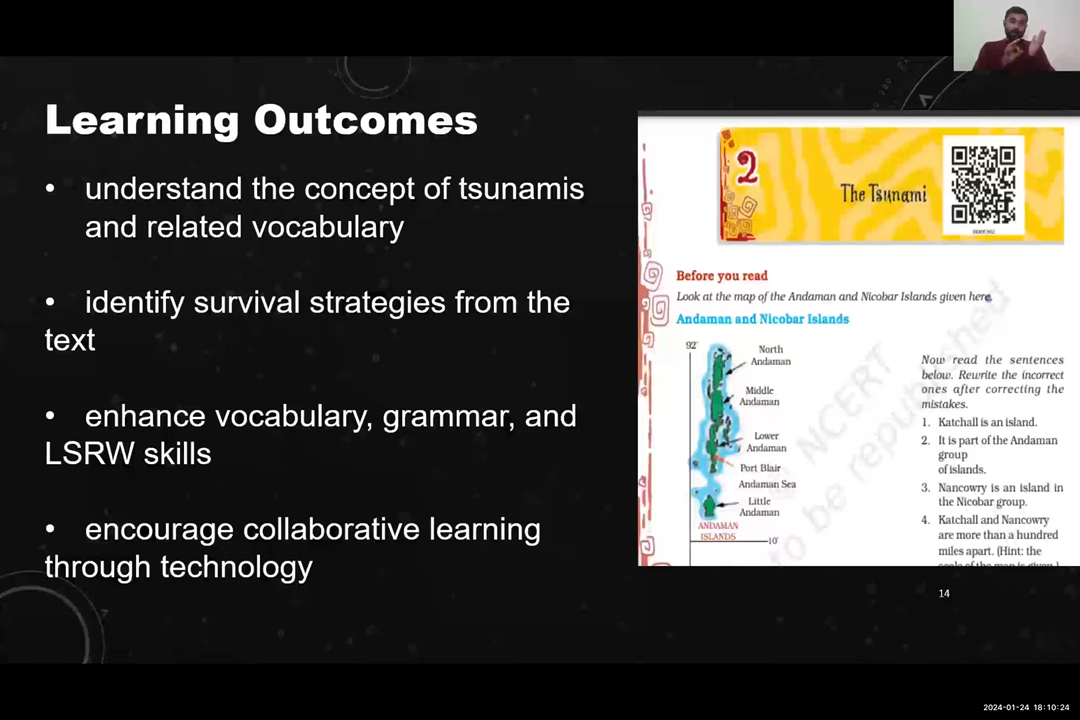 Learning Outcomes
• understand the concept of tsunamis
and related vocabulary
• identify survival strategies from the
text
• enhance vocabulary, grammar, and
LSRW skills
• encourage collaborative learning
through technology
2
The Tsunami
Before you read
Look at the map of the Andaman and Nicobar Islands given here.
Andaman and Nicobar Islands
92°
North
Andaman
Middle
Andaman
Lower
Andaman
Port Blair
Andaman Sea
Little
Andaman
ANDAMAN
ISLANDS
10°
Now read the sentences
below. Rewrite the incorrect
ones after correcting the
mistakes.
1. Katchall is an island.
2. It is part of the Andaman
group
of islands.
3. Nancowry is an island in
the Nicobar group.
4. Katchall and Nancowry
are more than a hundred
miles apart. (Hint: the
scale of the map is given.)
© NCERT
to be republished
14
2024-01-24 18:10:24